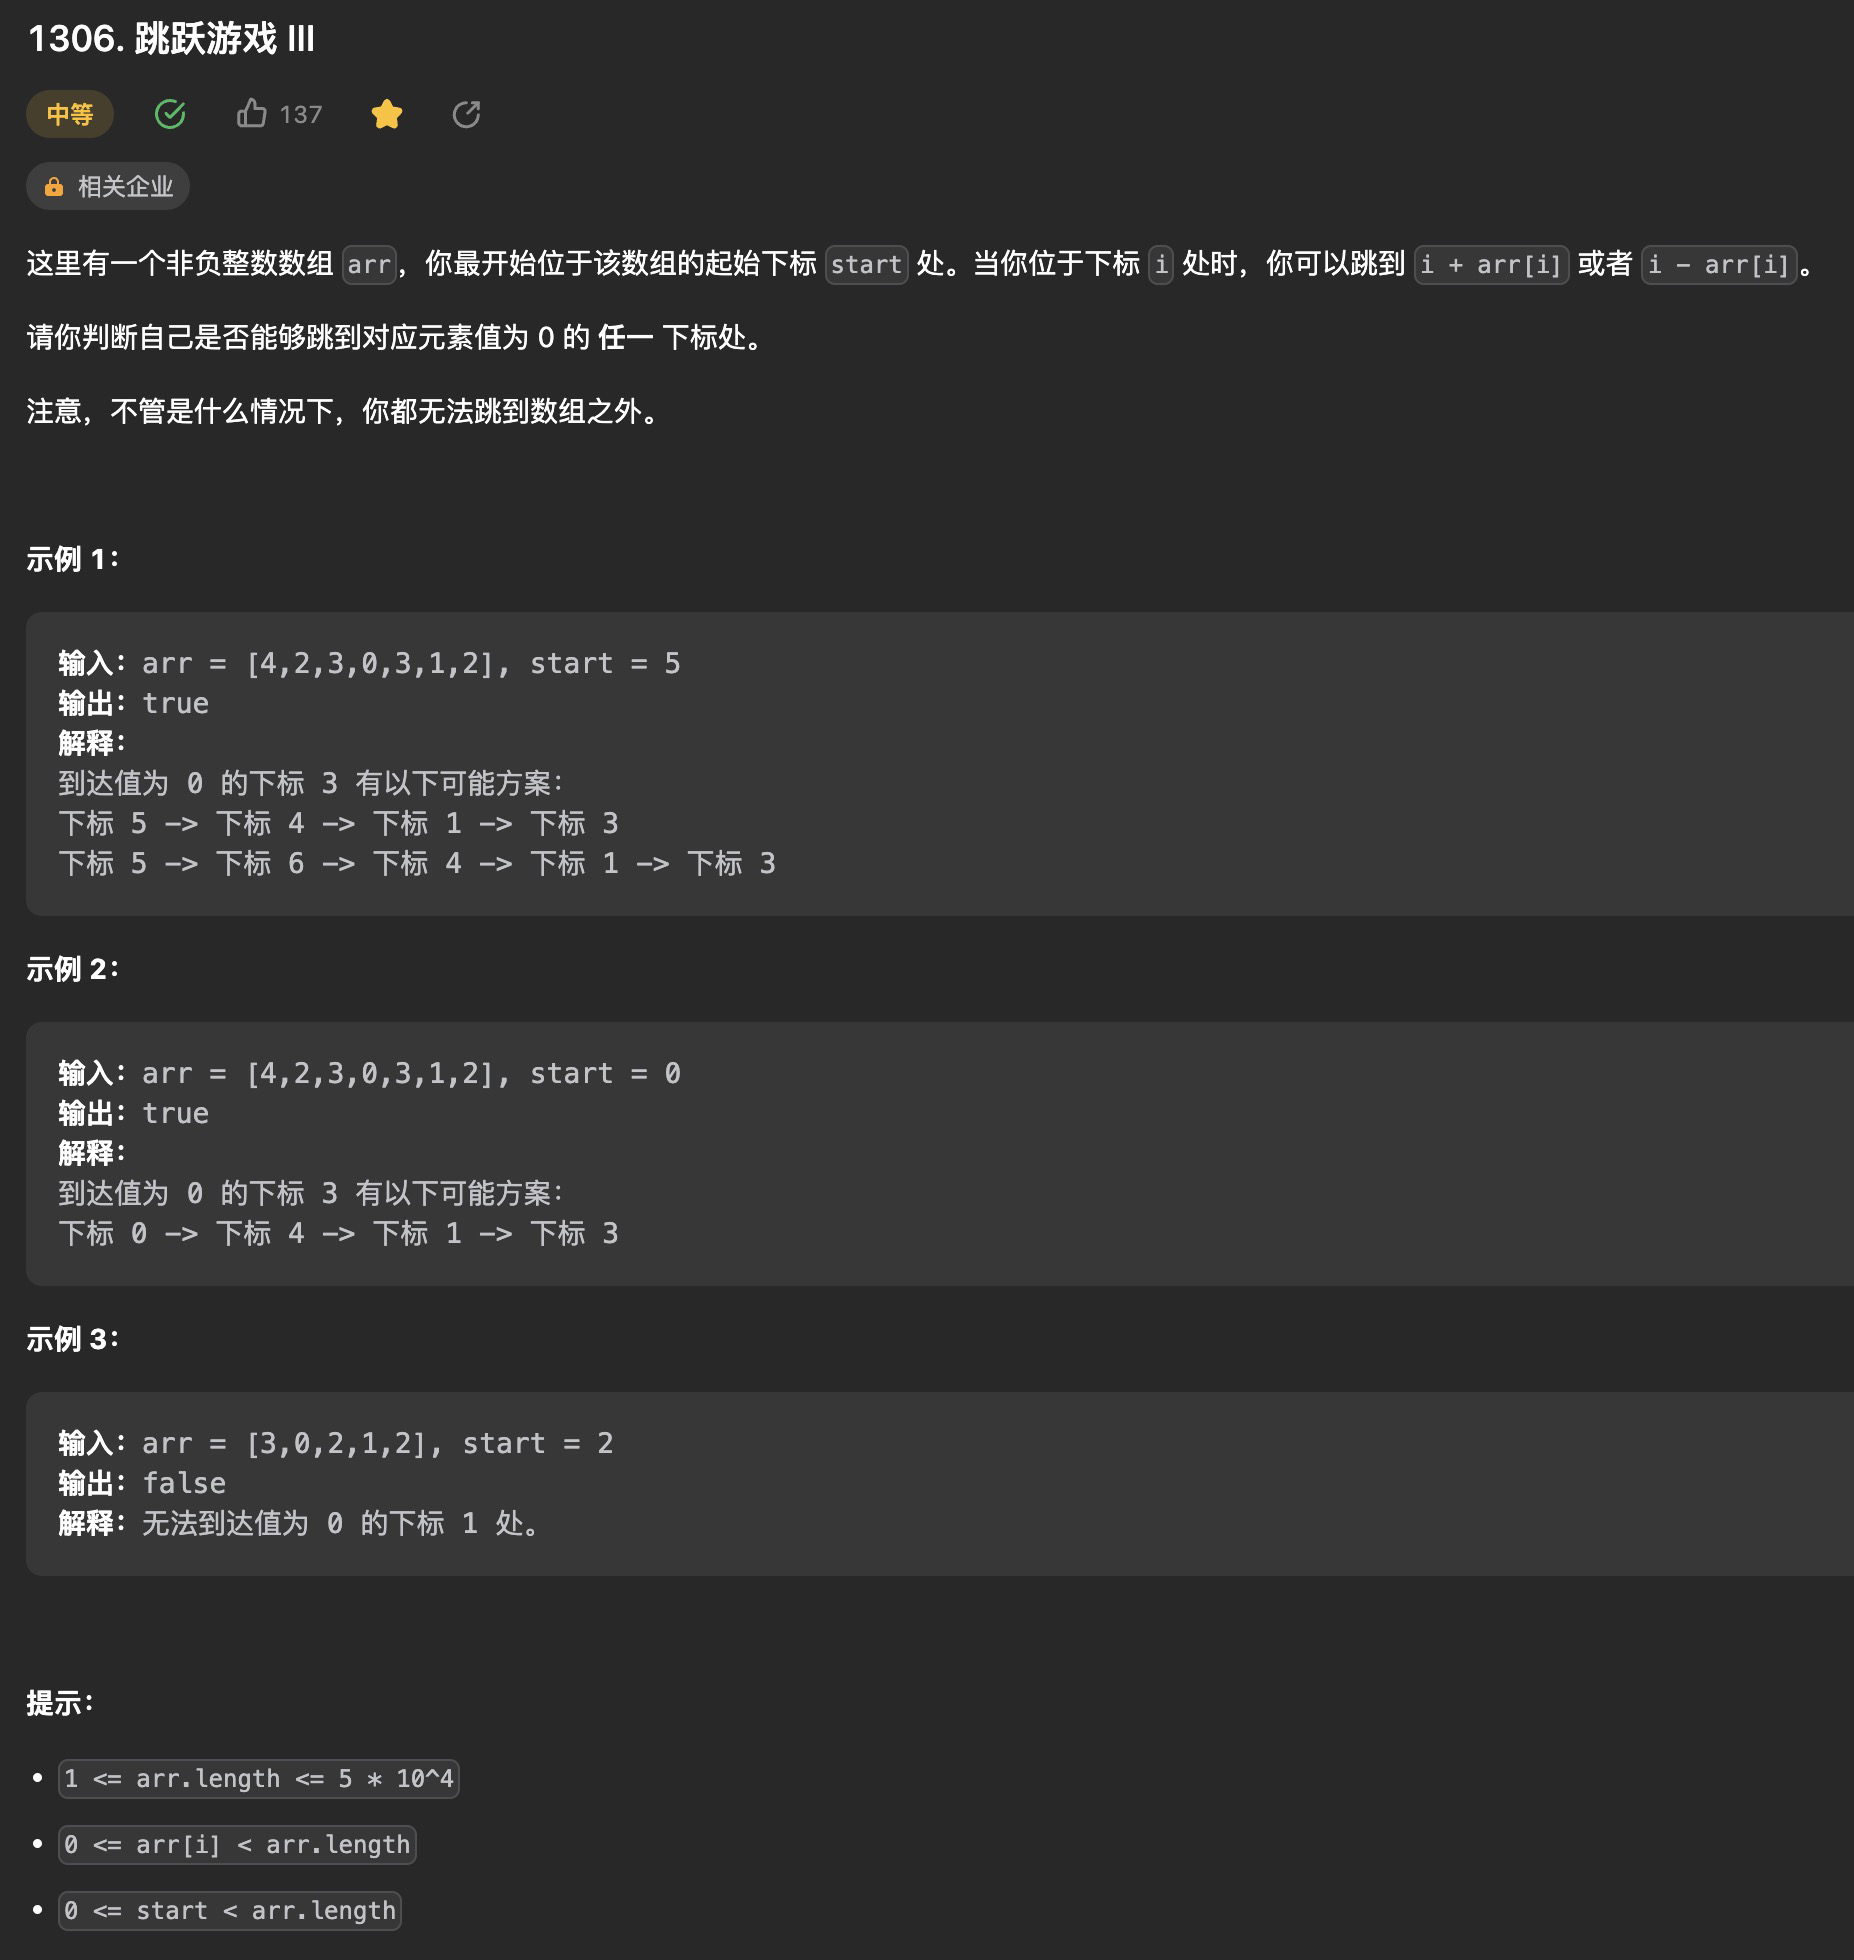 1306. 跳跃游戏 III
中等 137
相关企业
这里有一个非负整数数组 arr，你最开始位于该数组的起始下标 start 处。当你位于下标 i 处时，你可以跳到 i + arr[i] 或者 i - arr[i]。
请你判断自己是否能够跳到对应元素值为 0 的 任一 下标处。
注意，不管是什么情况下，你都无法跳到数组之外。
示例 1：
输入：arr = [4,2,3,0,3,1,2], start = 5
输出：true
解释：
到达值为 0 的下标 3 有以下可能方案：
下标 5 -> 下标 4 -> 下标 1 -> 下标 3
下标 5 -> 下标 6 -> 下标 4 -> 下标 1 -> 下标 3
示例 2：
输入：arr = [4,2,3,0,3,1,2], start = 0
输出：true
解释：
到达值为 0 的下标 3 有以下可能方案：
下标 0 -> 下标 4 -> 下标 1 -> 下标 3
示例 3：
输入：arr = [3,0,2,1,2], start = 2
输出：false
解释：无法到达值为 0 的下标 1 处。
提示：
• 1 <= arr.length <= 5 * 10^4
• 0 <= arr[i] < arr.length
• 0 <= start < arr.length